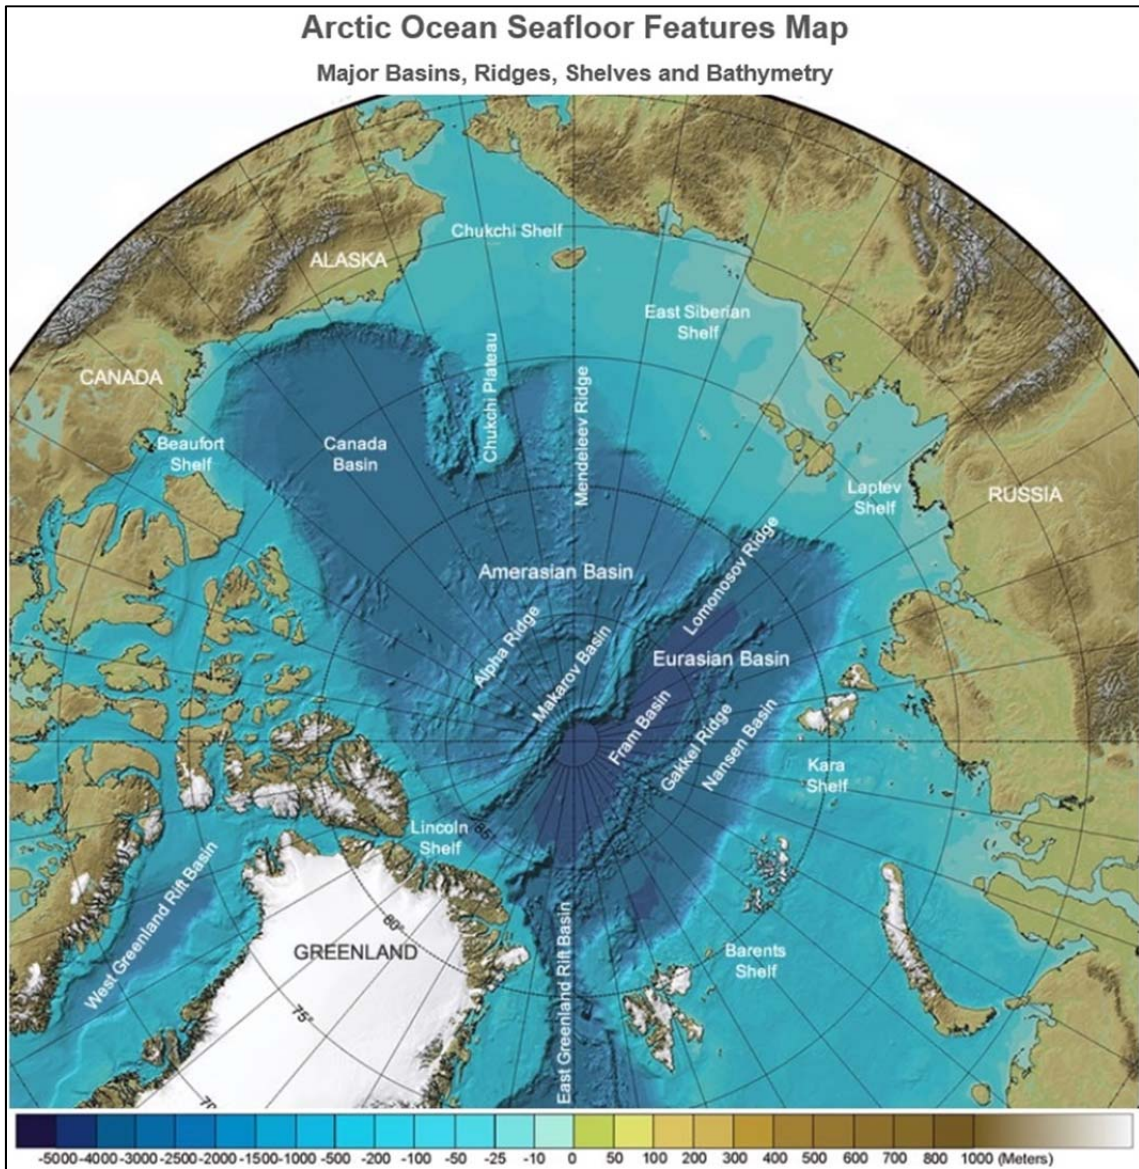 Arctic Ocean Seafloor Features Map
Major Basins, Ridges, Shelves and Bathymetry
Chukchi Shelf
ALASKA
East Siberian
Shelf
CANADA
Chukchi Plateau
Mendeleev Ridge
Beaufort
Shelf
Canada
Basin
Laptev
Shelf
RUSSIA
Lomonosov Ridge
Amerasian Basin
Alpha Ridge
Makarov Basin
Eurasian Basin
Fram Basin
Gakkel Ridge
Nansen Basin
Kara
Shelf
Lincoln
Shelf
85°
80°
75°
West Greenland Rift Basin
GREENLAND
East Greenland Rift Basin
Barents
Shelf
-5000 -4000 -3000 -2500 -2000 -1500 -1000 -500 -200 -100 -50 -25 -10 0 50 100 200 300 400 500 600 700 800 1000 (Meters)